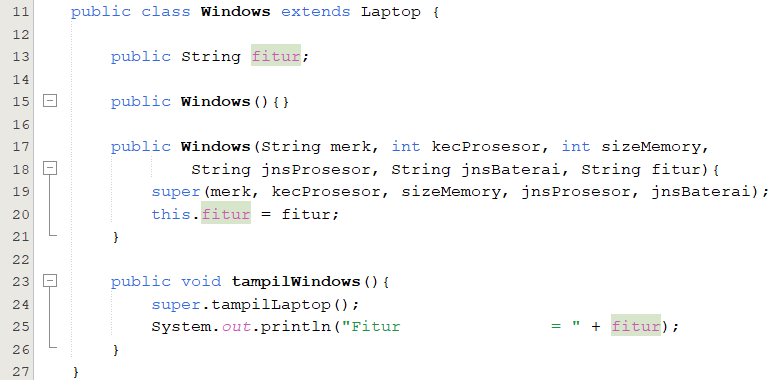 11 public class Windows extends Laptop {
12
13 public String fitur;
14
15 public Windows(){}
16
17 public Windows(String merk, int kecProsesor, int sizeMemory,
18 String jnsProsesor, String jnsBaterai, String fitur){
19 super(merk, kecProsesor, sizeMemory, jnsProsesor, jnsBaterai);
20 this.fitur = fitur;
21 }
22
23 public void tampilWindows(){
24 super.tampilLaptop();
25 System.out.println("Fitur               = " + fitur);
26 }
27 }